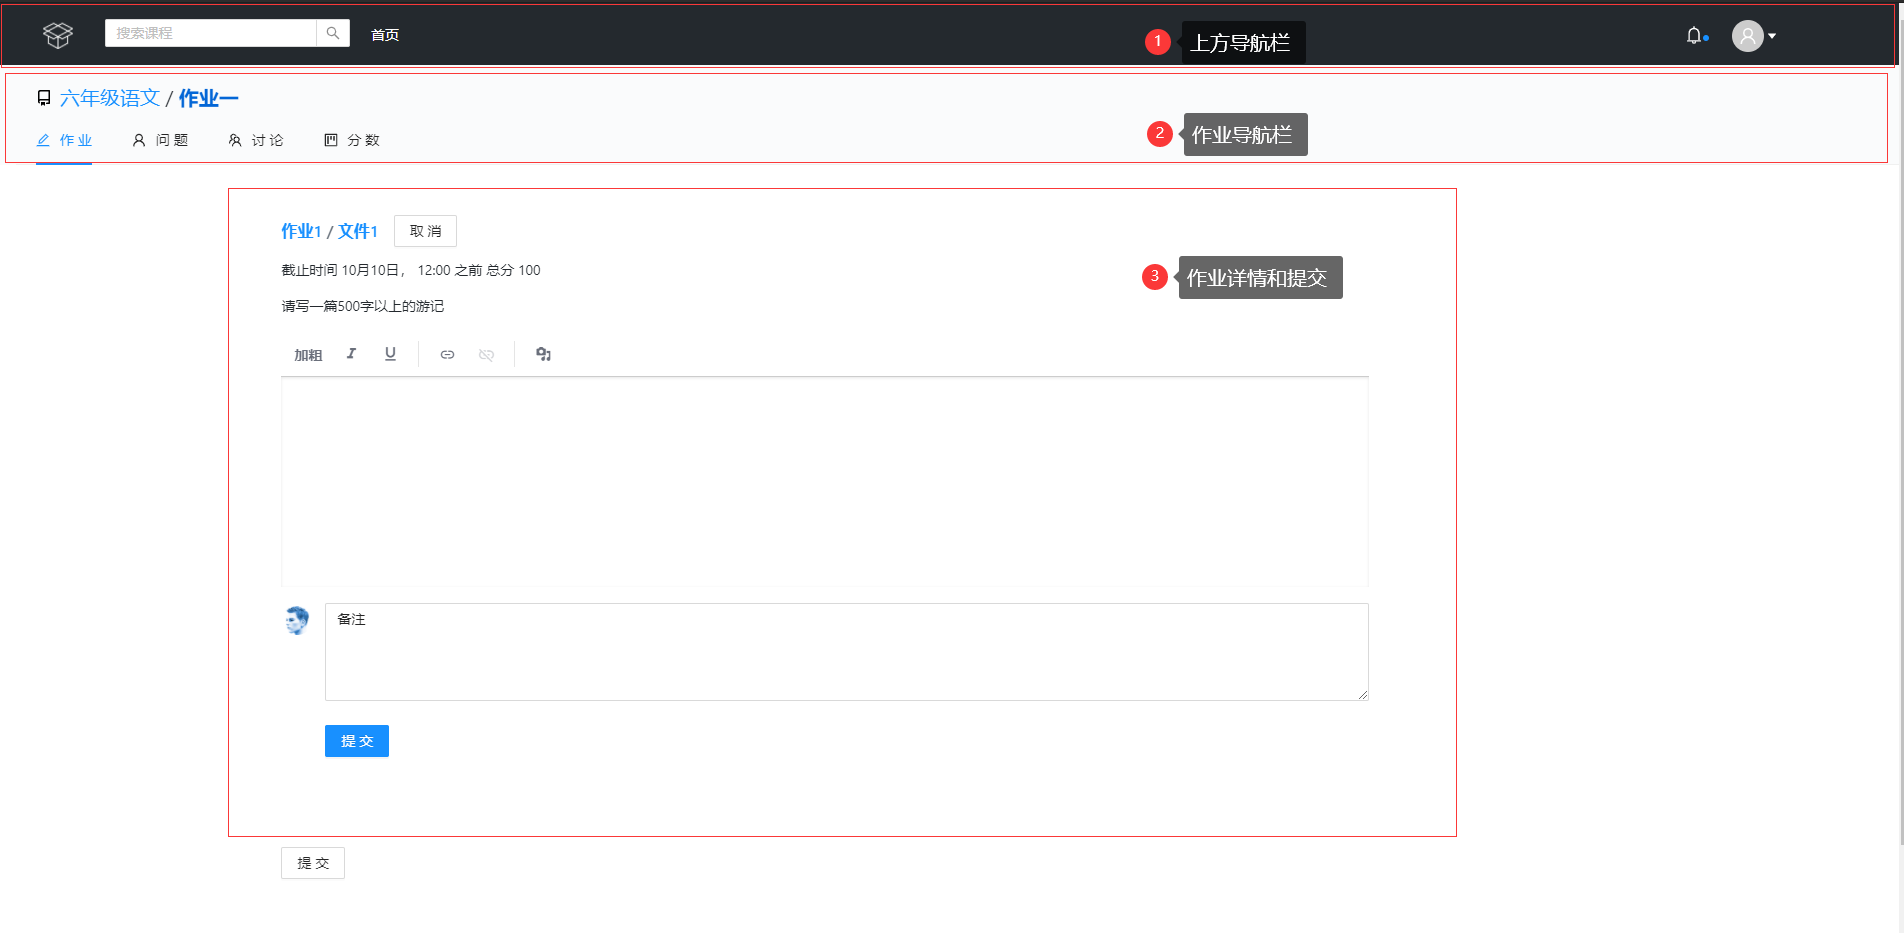 搜索课程 首页
1 上方导航栏
六年级语文 / 作业一
作 业 问 题 讨 论 分 数
2 作业导航栏
作业1 / 文件1 取 消
截止时间 10月10日， 12:00 之前 总分 100
3 作业详情和提交
请写一篇500字以上的游记
加粗 I U
备注
提 交
提 交